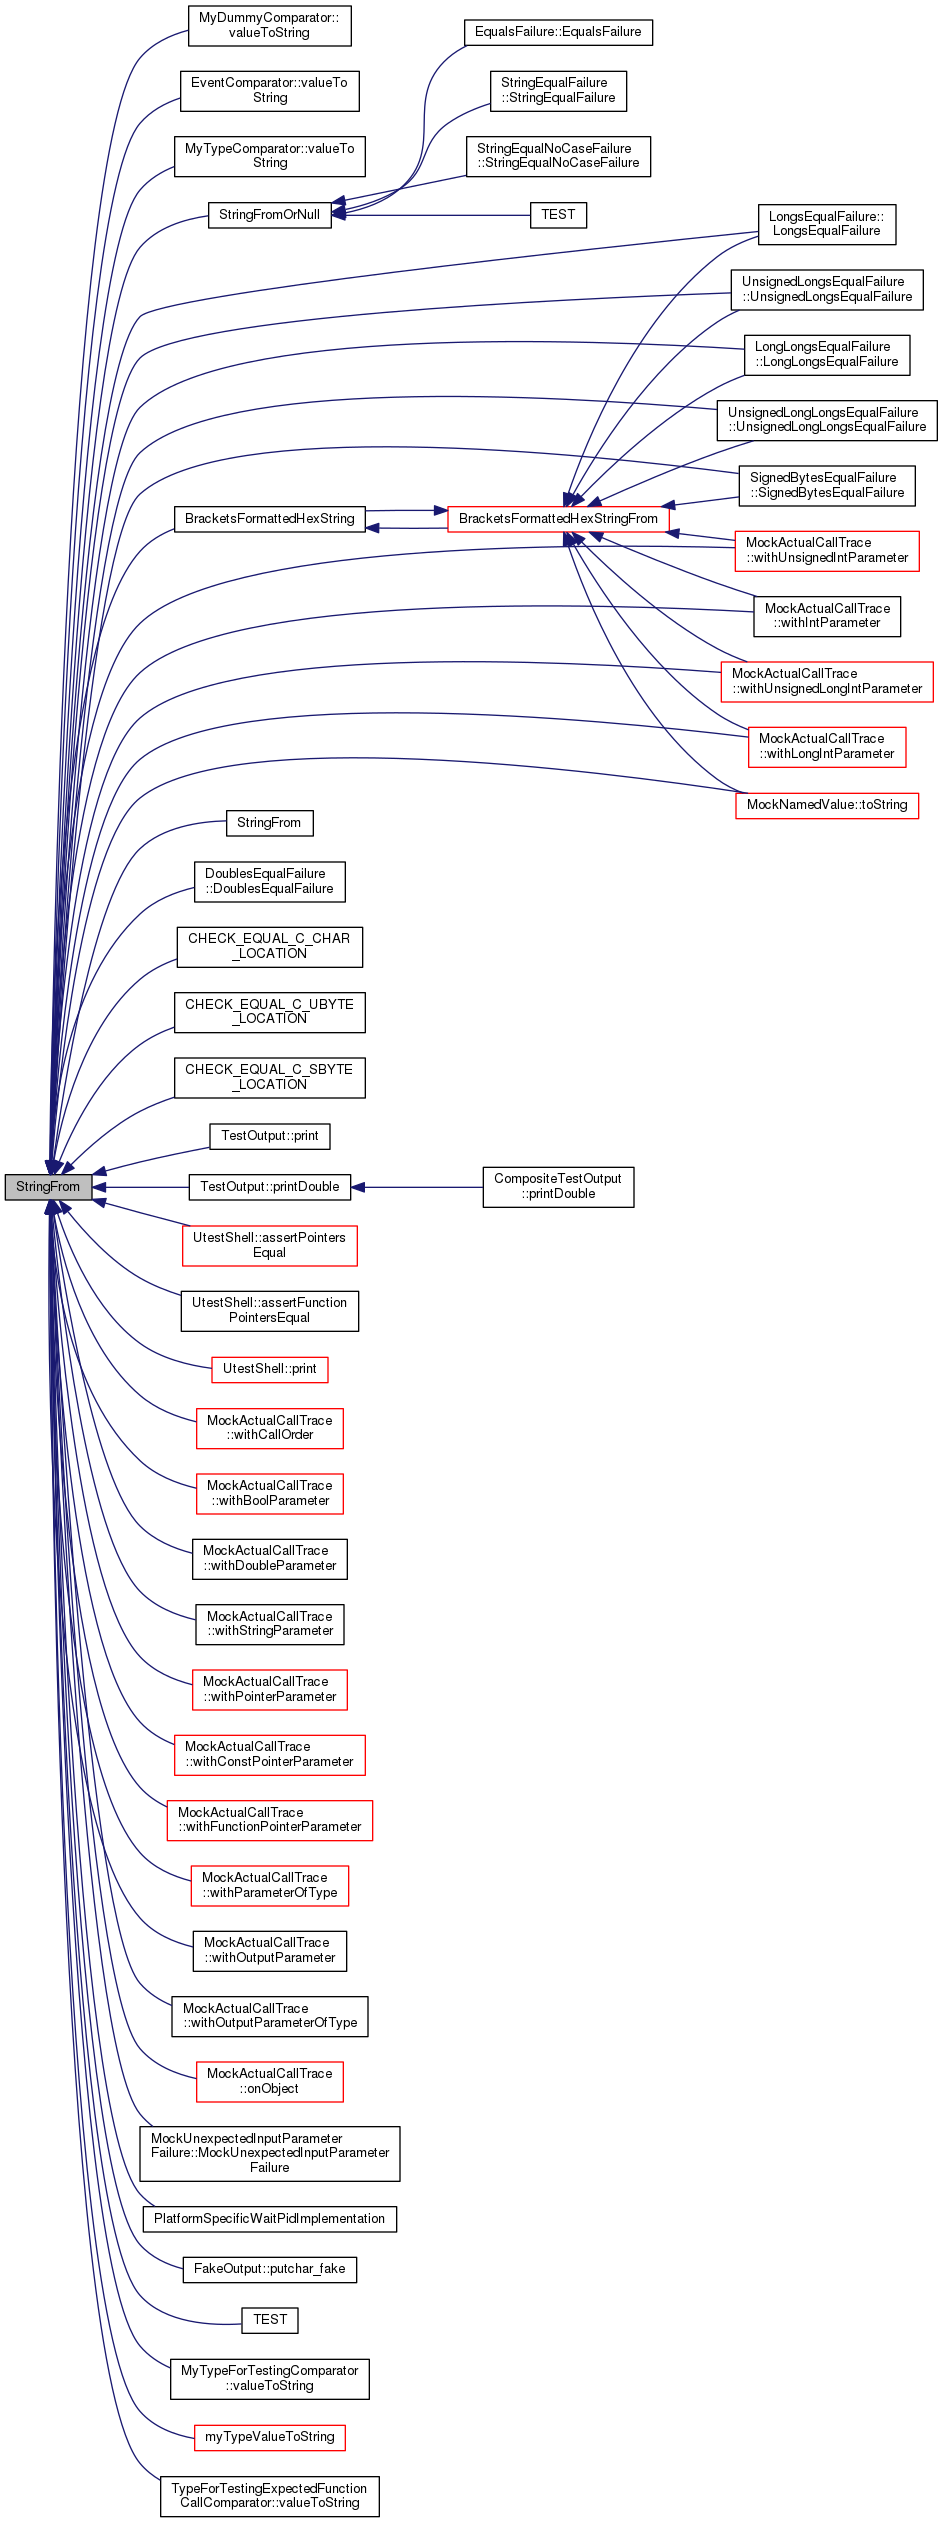 MyDummyComparator::
valueToString
EventComparator::valueTo
String
MyTypeComparator::valueTo
String
StringFromOrNull
EqualsFailure::EqualsFailure
StringEqualFailure
::StringEqualFailure
StringEqualNoCaseFailure
::StringEqualNoCaseFailure
TEST
LongsEqualFailure::
LongsEqualFailure
UnsignedLongsEqualFailure
::UnsignedLongsEqualFailure
LongLongsEqualFailure
::LongLongsEqualFailure
UnsignedLongLongsEqualFailure
::UnsignedLongLongsEqualFailure
SignedBytesEqualFailure
::SignedBytesEqualFailure
BracketsFormattedHexString
BracketsFormattedHexStringFrom
MockActualCallTrace
::withUnsignedIntParameter
MockActualCallTrace
::withIntParameter
MockActualCallTrace
::withUnsignedLongIntParameter
MockActualCallTrace
::withLongIntParameter
MockNamedValue::toString
StringFrom
DoublesEqualFailure
::DoublesEqualFailure
CHECK_EQUAL_C_CHAR
_LOCATION
CHECK_EQUAL_C_UBYTE
_LOCATION
CHECK_EQUAL_C_SBYTE
_LOCATION
TestOutput::print
StringFrom
TestOutput::printDouble
CompositeTestOutput
::printDouble
UtestShell::assertPointers
Equal
UtestShell::assertFunction
PointersEqual
UtestShell::print
MockActualCallTrace
::withCallOrder
MockActualCallTrace
::withBoolParameter
MockActualCallTrace
::withDoubleParameter
MockActualCallTrace
::withStringParameter
MockActualCallTrace
::withPointerParameter
MockActualCallTrace
::withConstPointerParameter
MockActualCallTrace
::withFunctionPointerParameter
MockActualCallTrace
::withParameterOfType
MockActualCallTrace
::withOutputParameter
MockActualCallTrace
::withOutputParameterOfType
MockActualCallTrace
::onObject
MockUnexpectedInputParameter
Failure::MockUnexpectedInputParameter
Failure
PlatformSpecificWaitPidImplementation
FakeOutput::putchar_fake
TEST
MyTypeForTestingComparator
::valueToString
myTypeValueToString
TypeForTestingExpectedFunction
CallComparator::valueToString